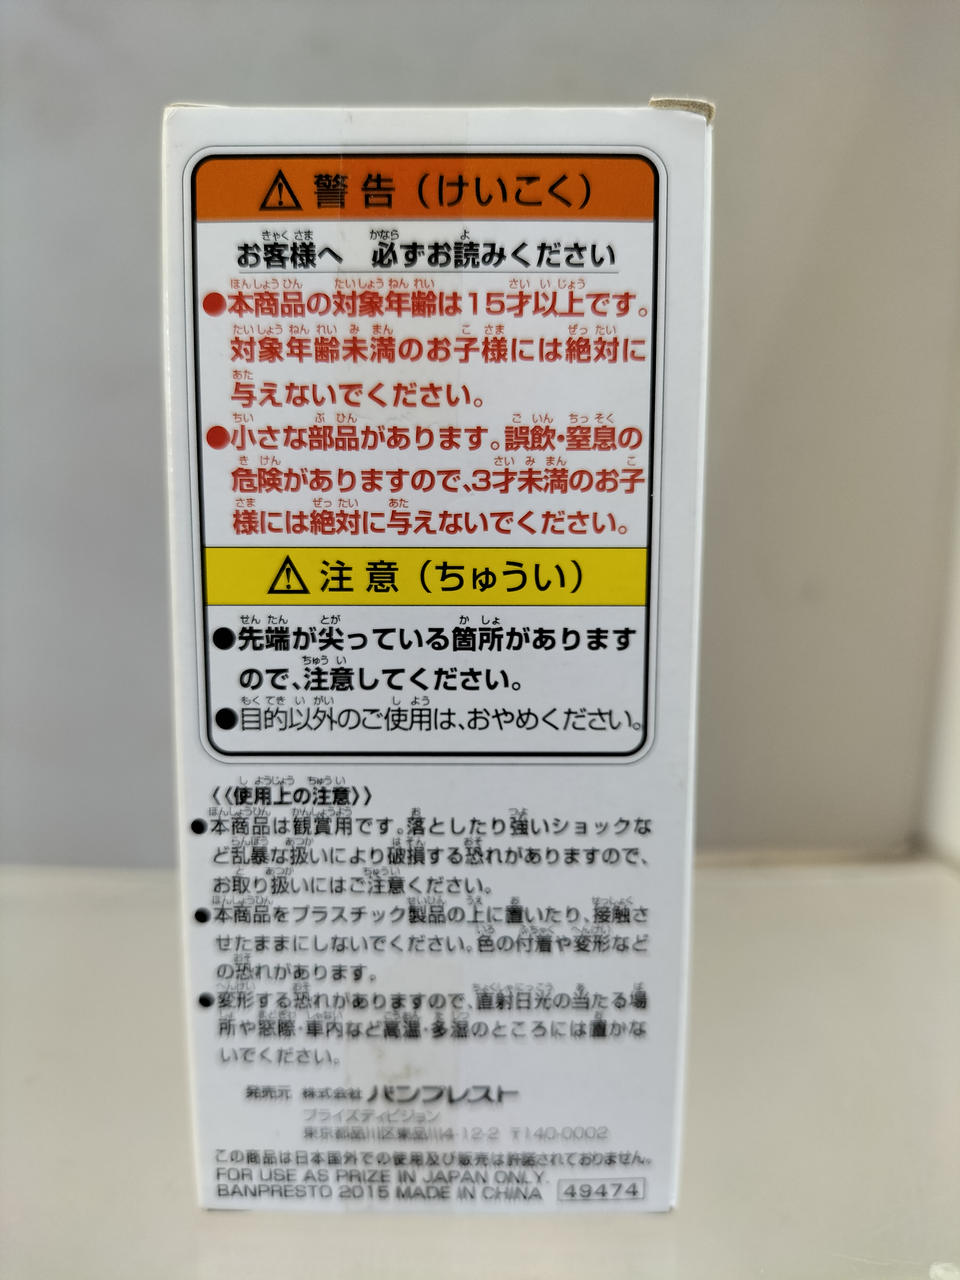 ⚠ 警告（けいこく）
お客様へ 必ずお読みください
●本商品の対象年齢は15才以上です。
対象年齢未満のお子様には絶対に
与えないでください。
●小さな部品があります。誤飲・窒息の
危険がありますので、3才未満のお子
様には絶対に与えないでください。
⚠ 注意（ちゅうい）
●先端が尖っている箇所があります
ので、注意してください。
●目的以外のご使用は、おやめください。
《使用上の注意》
●本商品は観賞用です。落としたり強いショックな
ど乱暴な扱いにより破損する恐れがありますので、
お取り扱いにはご注意ください。
●本商品をプラスチック製品の上に置いたり、接触さ
せたままにしないでください。色の付着や変形など
の恐れがあります。
●変形する恐れがありますので、直射日光の当たる場
所や窓際・車内など高温・多湿のところには置かな
いでください。
発売元 株式会社 バンプレスト
プライズディビジョン
東京都品川区東品川4-12-2 〒140-0002
この商品は日本国外での使用及び販売は許諾されておりません。
FOR USE AS PRIZE IN JAPAN ONLY.
BANPRESTO 2015 MADE IN CHINA 49474